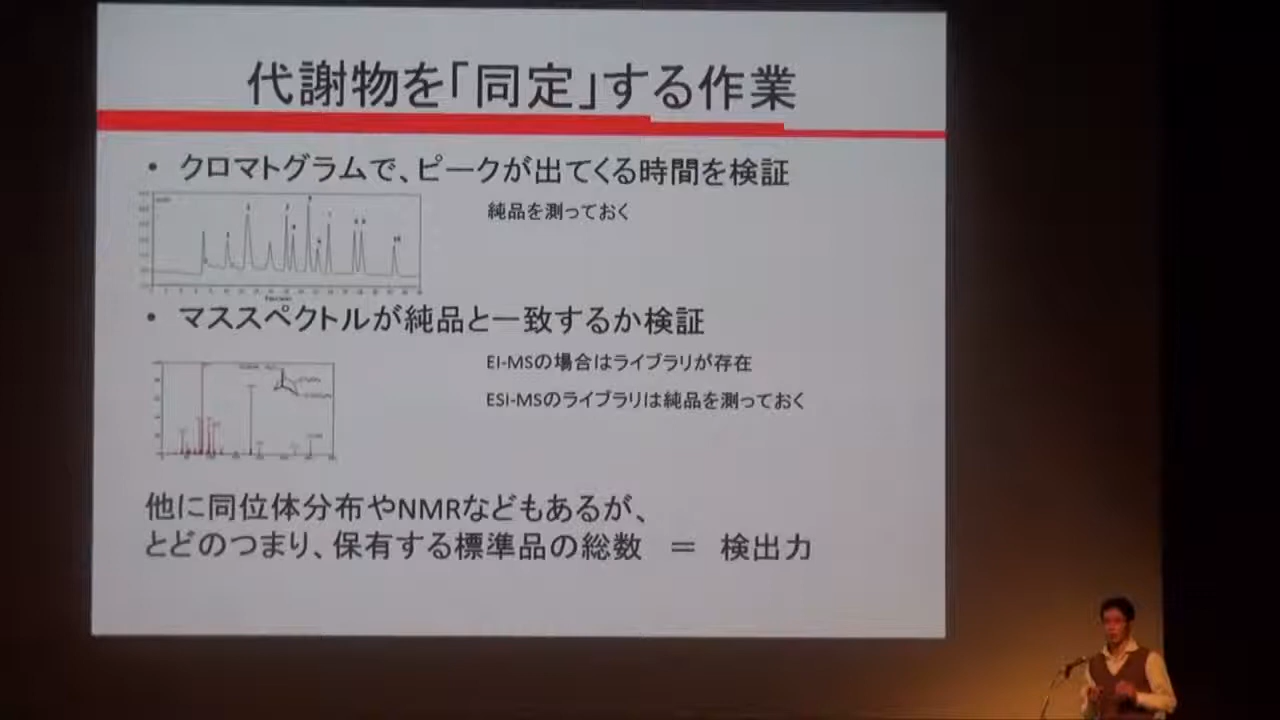 代謝物を「同定」する作業
• クロマトグラムで、ピークが出てくる時間を検証
純品を測っておく
• マススペクトルが純品と一致するか検証
EI-MSの場合はライブラリが存在
ESI-MSのライブラリは純品を測っておく
他に同位体分布やNMRなどもあるが、
とどのつまり、保有する標準品の総数 ＝ 検出力